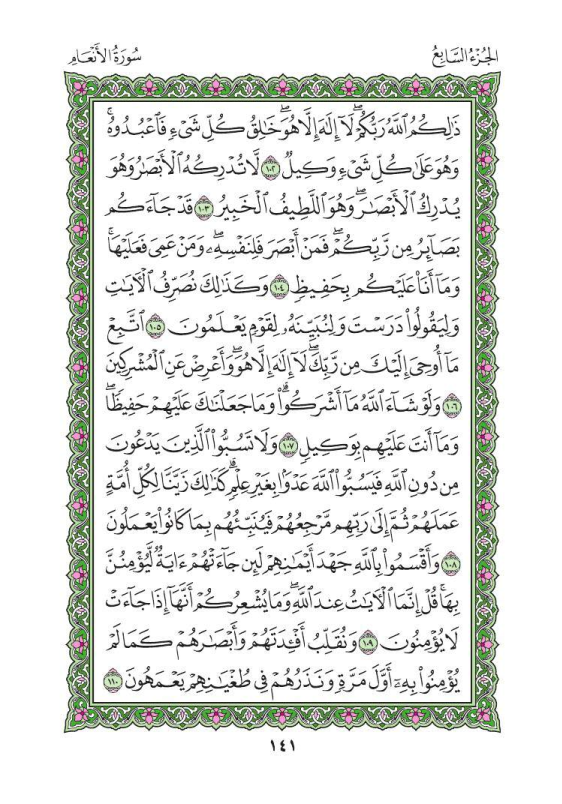 الجُزْءُ السَّابِعُ
سُورَةُ الأَنْعَامِ
ذَٰلِكُمُ ٱللَّهُ رَبُّكُمْۖ لَآ إِلَٰهَ إِلَّا هُوَۖ خَٰلِقُ كُلِّ شَىْءٍ فَٱعْبُدُوهُۚ
وَهُوَ عَلَىٰ كُلِّ شَىْءٍ وَكِيلٌ ١٠٢ لَّا تُدْرِكُهُ ٱلْأَبْصَٰرُ وَهُوَ
يُدْرِكُ ٱلْأَبْصَٰرَۖ وَهُوَ ٱللَّطِيفُ ٱلْخَبِيرُ ١٠٣ قَدْ جَآءَكُم
بَصَآئِرُ مِن رَّبِّكُمْۖ فَمَنْ أَبْصَرَ فَلِنَفْسِهِۦۖ وَمَنْ عَمِىَ فَعَلَيْهَاۚ
وَمَآ أَنَا۠ عَلَيْكُم بِحَفِيظٍ ١٠٤ وَكَذَٰلِكَ نُصَرِّفُ ٱلْءَايَٰتِ
وَلِيَقُولُوا۟ دَرَسْتَ وَلِنُبَيِّنَهُۥ لِقَوْمٍ يَعْلَمُونَ ١٠٥ ٱتَّبِعْ
مَآ أُوحِىَ إِلَيْكَ مِن رَّبِّكَۖ لَآ إِلَٰهَ إِلَّا هُوَۖ وَأَعْرِضْ عَنِ ٱلْمُشْرِكِينَ
١٠٦ وَلَوْ شَآءَ ٱللَّهُ مَآ أَشْرَكُوا۟ۗ وَمَا جَعَلْنَٰكَ عَلَيْهِمْ حَفِيظًاۖ
وَمَآ أَنتَ عَلَيْهِم بِوَكِيلٍ ١٠٧ وَلَا تَسُبُّوا۟ ٱلَّذِينَ يَدْعُونَ
مِن دُونِ ٱللَّهِ فَيَسُبُّوا۟ ٱللَّهَ عَدْوًۢا بِغَيْرِ عِلْمٍۗ كَذَٰلِكَ زَيَّنَّا لِكُلِّ أُمَّةٍ
عَمَلَهُمْ ثُمَّ إِلَىٰ رَبِّهِم مَّرْجِعُهُمْ فَيُنَبِّئُهُم بِمَا كَانُوا۟ يَعْمَلُونَ
١٠٨ وَأَقْسَمُوا۟ بِٱللَّهِ جَهْدَ أَيْمَٰنِهِمْ لَئِن جَآءَتْهُمْ ءَايَةٌ لَّيُؤْمِنُنَّ
بِهَاۚ قُلْ إِنَّمَا ٱلْءَايَٰتُ عِندَ ٱللَّهِۖ وَمَا يُشْعِرُكُمْ أَنَّهَآ إِذَا جَآءَتْ
لَا يُؤْمِنُونَ ١٠٩ وَنُقَلِّبُ أَفْـِٔدَتَهُمْ وَأَبْصَٰرَهُمْ كَمَا لَمْ
يُؤْمِنُوا۟ بِهِۦٓ أَوَّلَ مَرَّةٍ وَنَذَرُهُمْ فِى طُغْيَٰنِهِمْ يَعْمَهُونَ ١١٠
١٤١